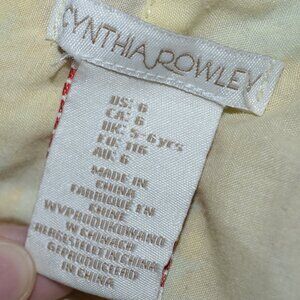 CYNTHIA ROWLEY
US: 6
CA: 6
UK: 5-6 yrs
EU: 116
AU: 6
MADE IN
CHINA
FABRIQUÉ EN
CHINE
WYPRODUKOWANO
W CHINACH
HERGESTELLT IN CHINA
GEPRODUCEERD
IN CHINA